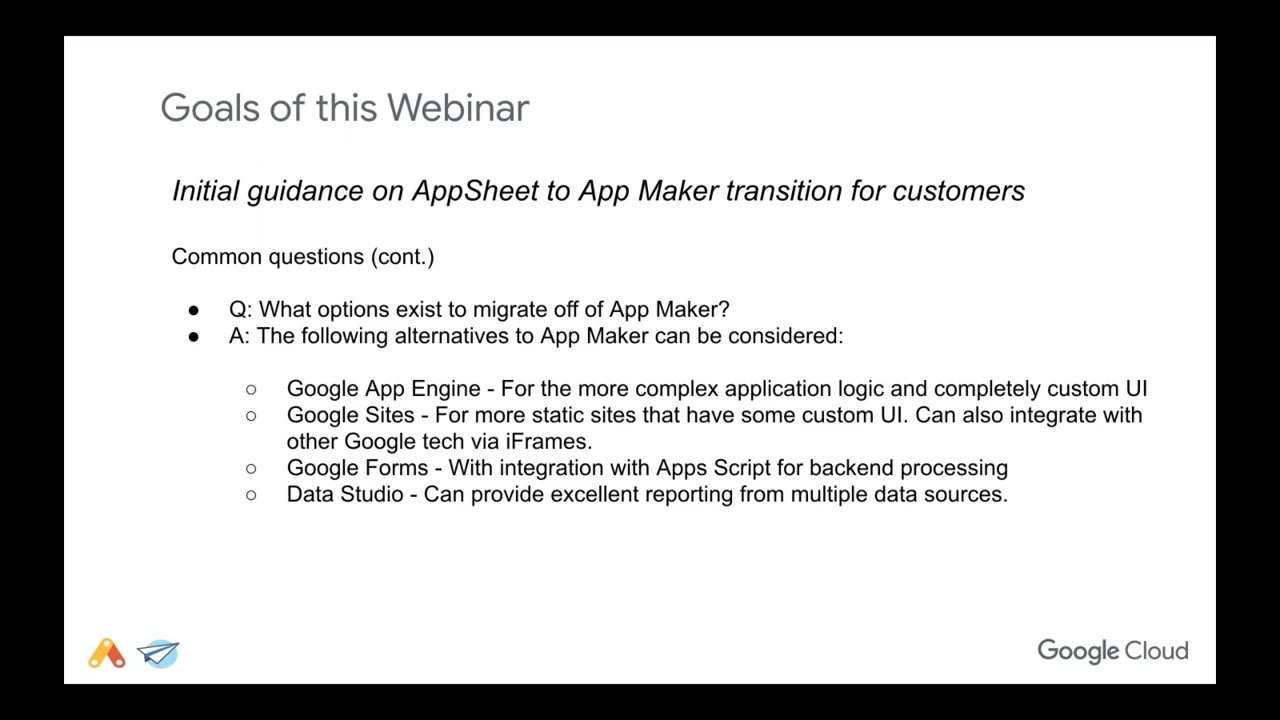 Goals of this Webinar
Initial guidance on AppSheet to App Maker transition for customers
Common questions (cont.)
● Q: What options exist to migrate off of App Maker?
● A: The following alternatives to App Maker can be considered:
○ Google App Engine - For the more complex application logic and completely custom UI
○ Google Sites - For more static sites that have some custom UI. Can also integrate with
other Google tech via iFrames.
○ Google Forms - With integration with Apps Script for backend processing
○ Data Studio - Can provide excellent reporting from multiple data sources.
Google Cloud